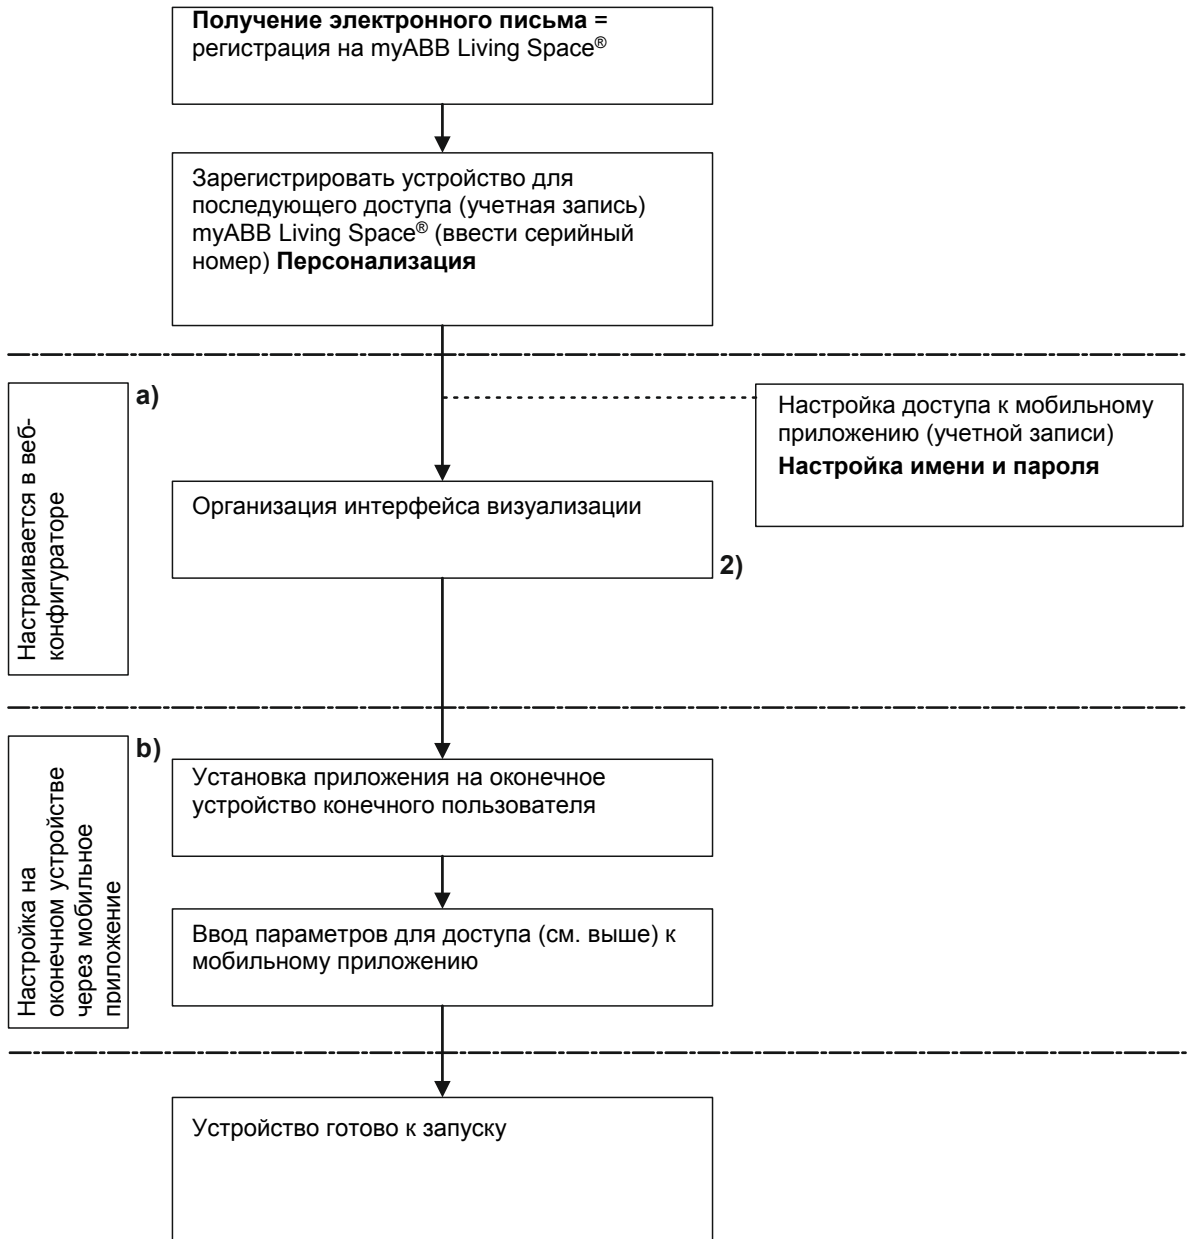 Получение электронного письма =
регистрация на myABB Living Space®
Зарегистрировать устройство для
последующего доступа (учетная запись)
myABB Living Space® (ввести серийный
номер) Персонализация
Настраивается в веб-
конфигураторе
a)
Настройка доступа к мобильному
приложению (учетной записи)
Настройка имени и пароля
Организация интерфейса визуализации
2)
Настройка на
оконечном устройстве
через мобильное
приложение
b)
Установка приложения на оконечное
устройство конечного пользователя
Ввод параметров для доступа (см. выше) к
мобильному приложению
Устройство готово к запуску